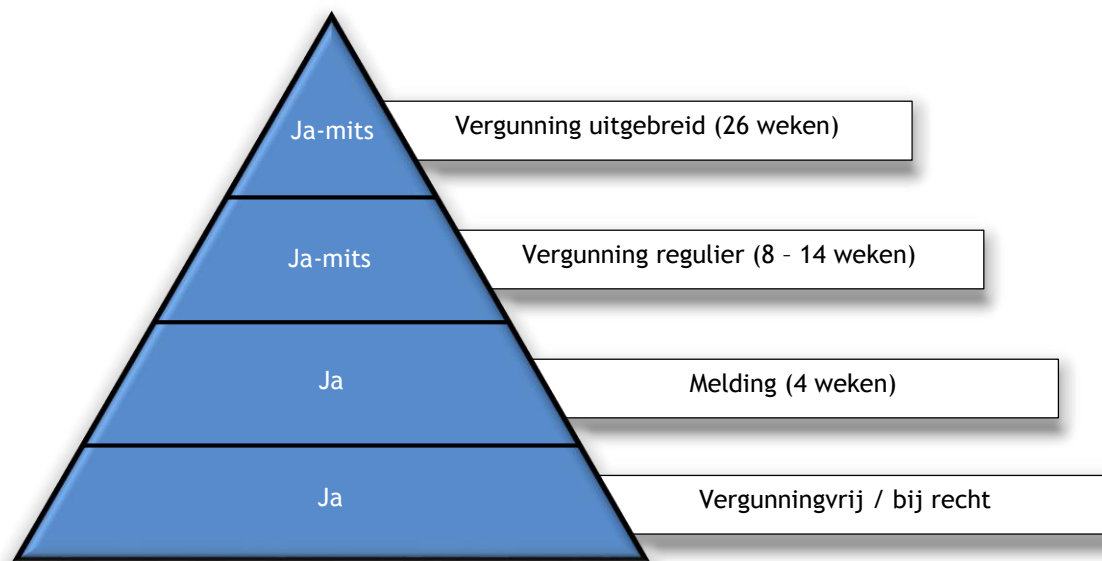 Ja-mits
Vergunning uitgebreid (26 weken)
Ja-mits
Vergunning regulier (8 – 14 weken)
Ja
Melding (4 weken)
Ja
Vergunningvrij / bij recht